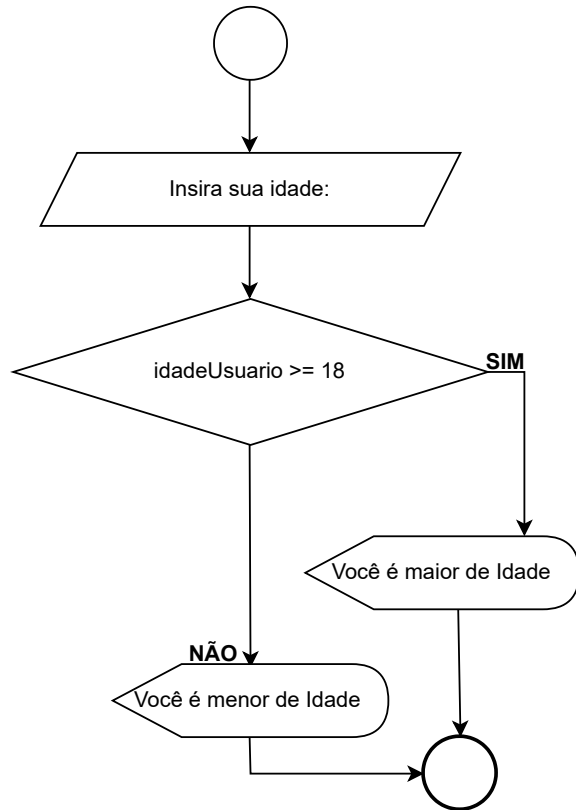 Insira sua idade:
idadeUsuario >= 18
SIM
Você é maior de Idade
NÃO
Você é menor de Idade